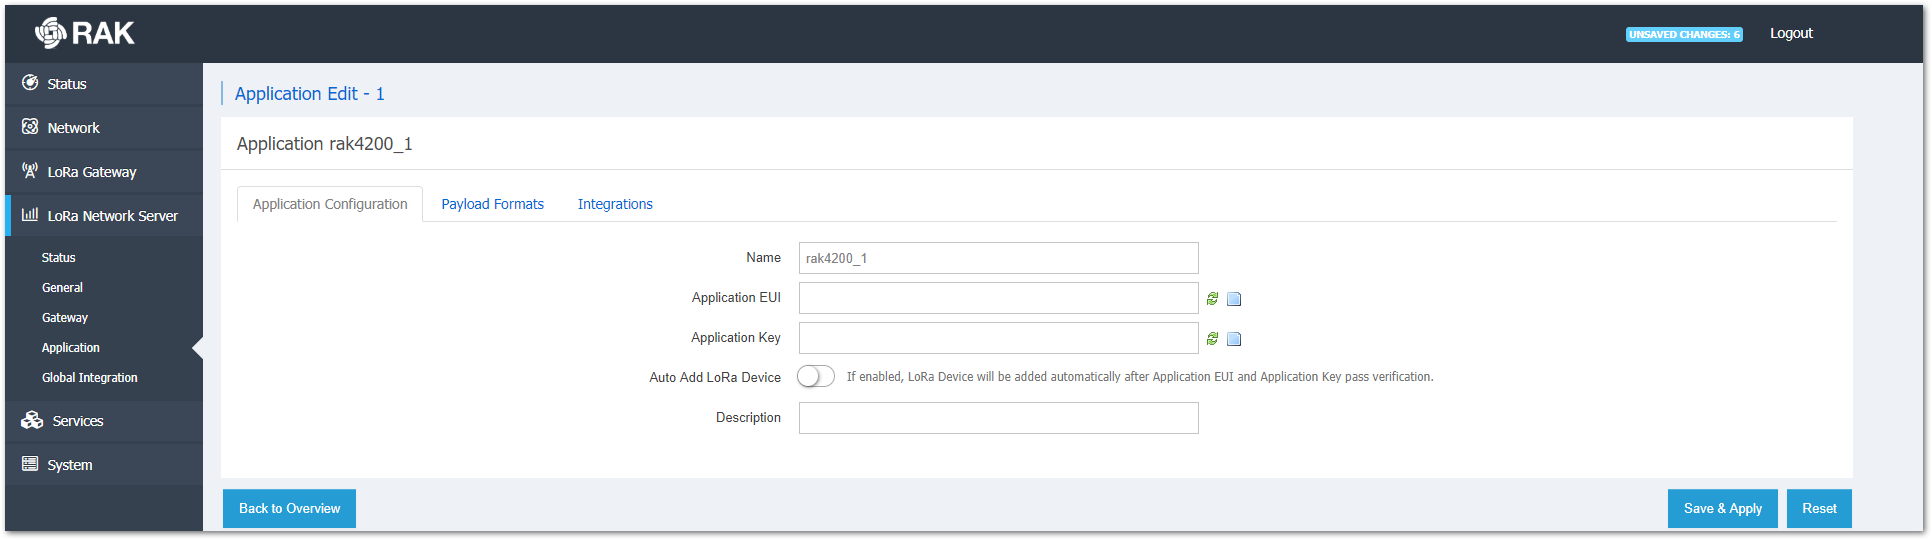 RAK
UNSAVED CHANGES: 6
Logout
Status
Network
LoRa Gateway
LoRa Network Server
Status
General
Gateway
Application
Global Integration
Services
System
Application Edit - 1
Application rak4200_1
Application Configuration
Payload Formats
Integrations
Name
rak4200_1
Application EUI
Application Key
Auto Add LoRa Device
If enabled, LoRa Device will be added automatically after Application EUI and Application Key pass verification.
Description
Back to Overview
Save & Apply
Reset